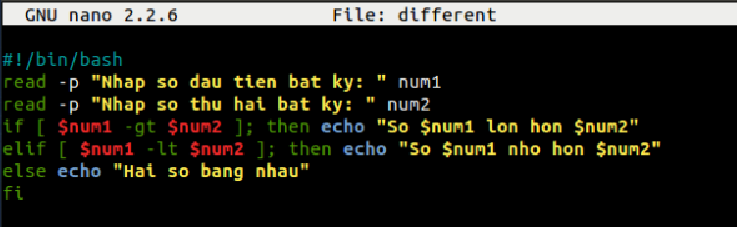 GNU nano 2.2.6 File: different
#!/bin/bash
read -p "Nhap so dau tien bat ky: " num1
read -p "Nhap so thu hai bat ky: " num2
if [ $num1 -gt $num2 ]; then echo "So $num1 lon hon $num2"
elif [ $num1 -lt $num2 ]; then echo "So $num1 nho hon $num2"
else echo "Hai so bang nhau"
fi